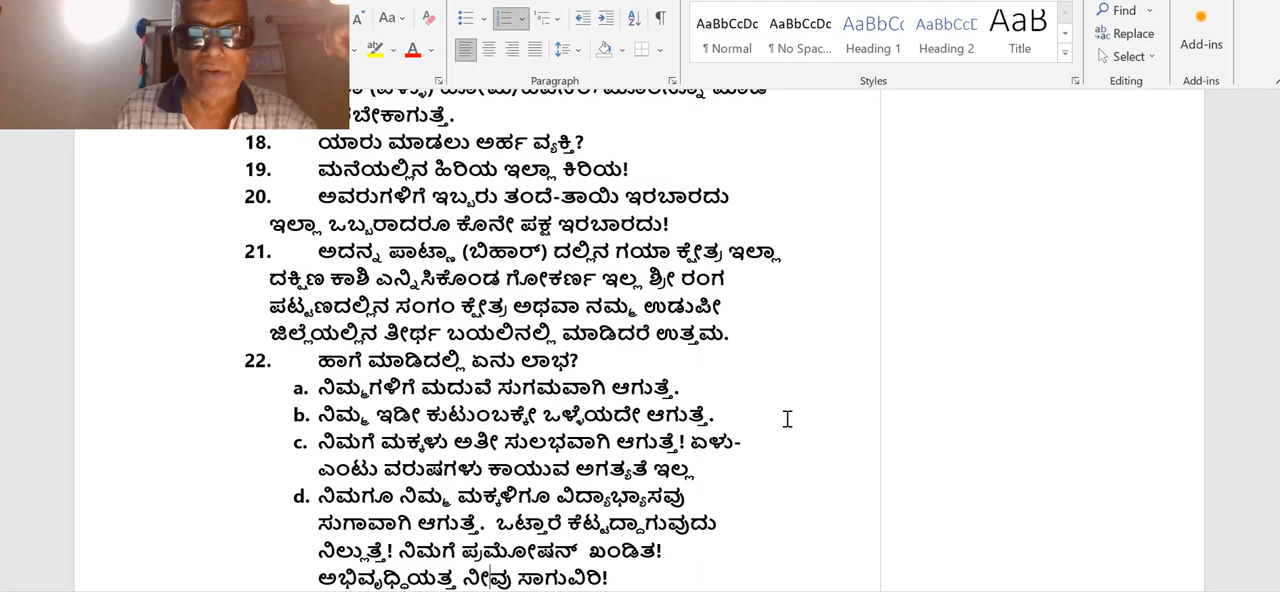 Aa
Find
Replace
Select
Editing
Add-ins
Add-ins
AaBbCcDc
AaBbCcDc
AaBbC
AaBbCcD
AaB
¶ Normal
¶ No Spac...
Heading 1
Heading 2
Title
Paragraph
Styles
18. ಯಾರು ಮಾಡಲು ಅರ್ಹ ವ್ಯಕ್ತಿ?
19. ಮನೆಯಲ್ಲಿನ ಹಿರಿಯ ಇಲ್ಲಾ ಕಿರಿಯ!
20. ಅವರುಗಳಿಗೆ ಇಬ್ಬರು ತಂದೆ-ತಾಯಿ ಇರಬಾರದು
ಇಲ್ಲಾ ಒಬ್ಬರಾದರೂ ಕೊನೇ ಪಕ್ಷ ಇರಬಾರದು!
21. ಅದನ್ನ ಪಾಟ್ಣಾ (ಬಿಹಾರ್) ದಲ್ಲಿನ ಗಯಾ ಕ್ಷೇತ್ರ ಇಲ್ಲಾ
ದಕ್ಷಿಣ ಕಾಶಿ ಎನ್ನಿಸಿಕೊಂಡ ಗೋಕರ್ಣ ಇಲ್ಲ ಶ್ರೀ ರಂಗ
ಪಟ್ಟಣದಲ್ಲಿನ ಸಂಗಂ ಕ್ಷೇತ್ರ ಅಥವಾ ನಮ್ಮ ಉಡುಪೀ
ಜಿಲ್ಲೆಯಲ್ಲಿನ ತೀರ್ಥ ಬಯಲಿನಲ್ಲಿ ಮಾಡಿದರೆ ಉತ್ತಮ.
22. ಹಾಗೆ ಮಾಡಿದಲ್ಲಿ ಏನು ಲಾಭ?
a. ನಿಮ್ಮಗಳಿಗೆ ಮದುವೆ ಸುಗಮವಾಗಿ ಆಗುತ್ತೆ.
b. ನಿಮ್ಮ ಇಡೀ ಕುಟುಂಬಕ್ಕೇ ಒಳ್ಳೆಯದೇ ಆಗುತ್ತೆ.
c. ನಿಮಗೆ ಮಕ್ಕಳು ಅತೀ ಸುಲಭವಾಗಿ ಆಗುತ್ತೆ! ಏಳು-
ಎಂಟು ವರುಷಗಳು ಕಾಯುವ ಅಗತ್ಯತೆ ಇಲ್ಲ
d. ನಿಮಗೂ ನಿಮ್ಮ ಮಕ್ಕಳಿಗೂ ವಿದ್ಯಾಭ್ಯಾಸವು
ಸುಗಾವಾಗಿ ಆಗುತ್ತೆ. ಒಟ್ತಾರೆ ಕೆಟ್ಟದ್ದಾಗುವುದು
ನಿಲ್ಲುತ್ತೆ! ನಿಮಗೆ ಪ್ರಮೋಷನ್ ಖಂಡಿತ!
ಅಭಿವೃಧ್ಧಿಯತ್ತ ನೀವು ಸಾಗುವಿರಿ!